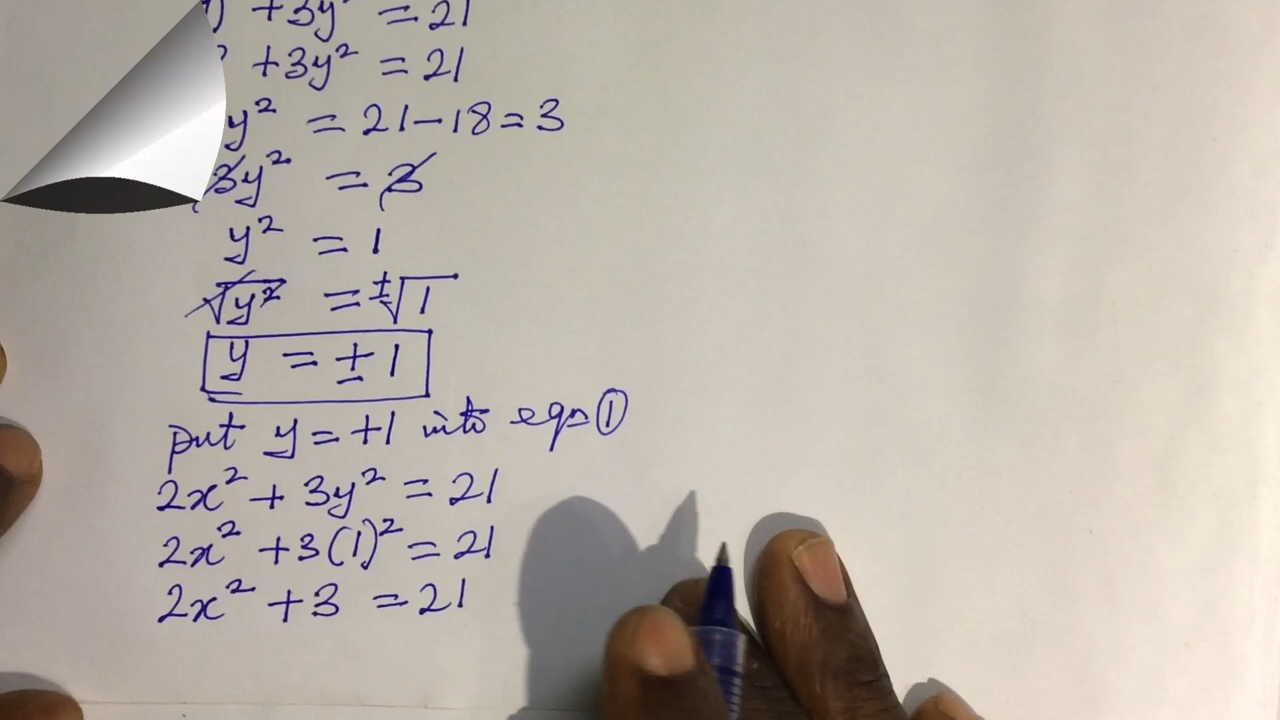 ) + 3y² = 21
² + 3y² = 21
y² = 21 - 18 = 3
3y² = 3
y² = 1
√y² = ±√1
y = ±1
put y = +1 into eqn ①
2x² + 3y² = 21
2x² + 3(1)² = 21
2x² + 3 = 21